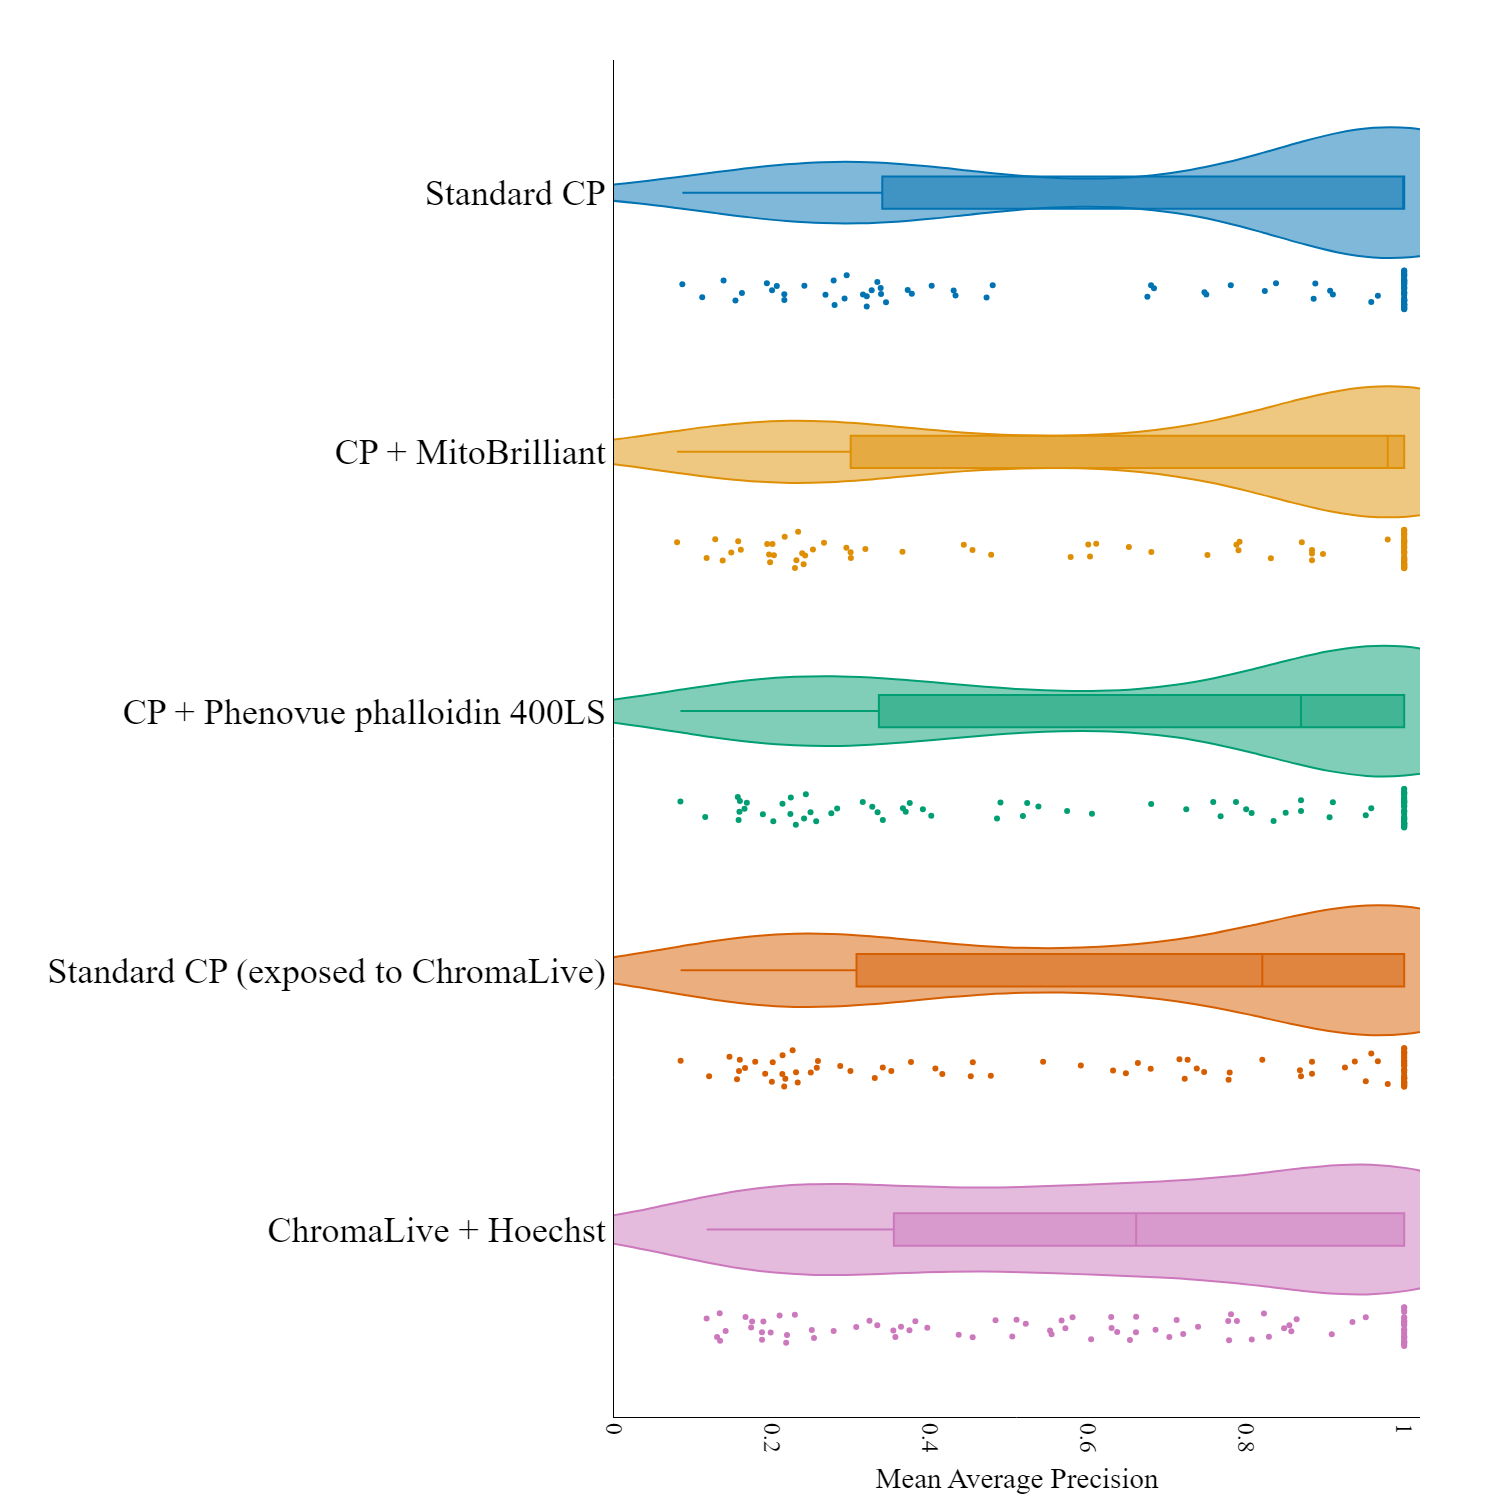 Standard CP
CP + MitoBrilliant
CP + Phenovue phalloidin 400LS
Standard CP (exposed to ChromaLive)
ChromaLive + Hoechst
0 0.2 0.4 0.6 0.8 1
Mean Average Precision